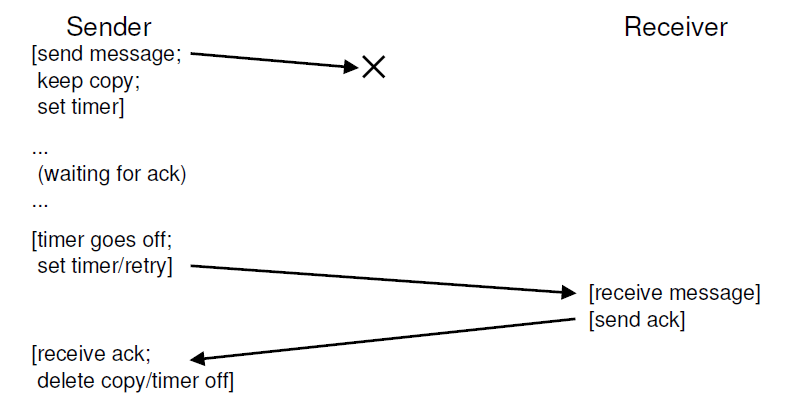 Sender
Receiver
[send message;
keep copy;
set timer]
...
(waiting for ack)
...
[timer goes off;
set timer/retry]
[receive message]
[send ack]
[receive ack;
delete copy/timer off]